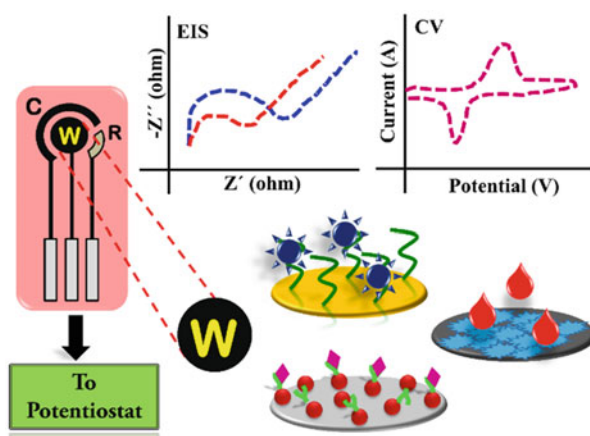 EIS
-Z´´ (ohm)
Z´ (ohm)
CV
Current (A)
Potential (V)
C
W
R
W
To
Potentiostat